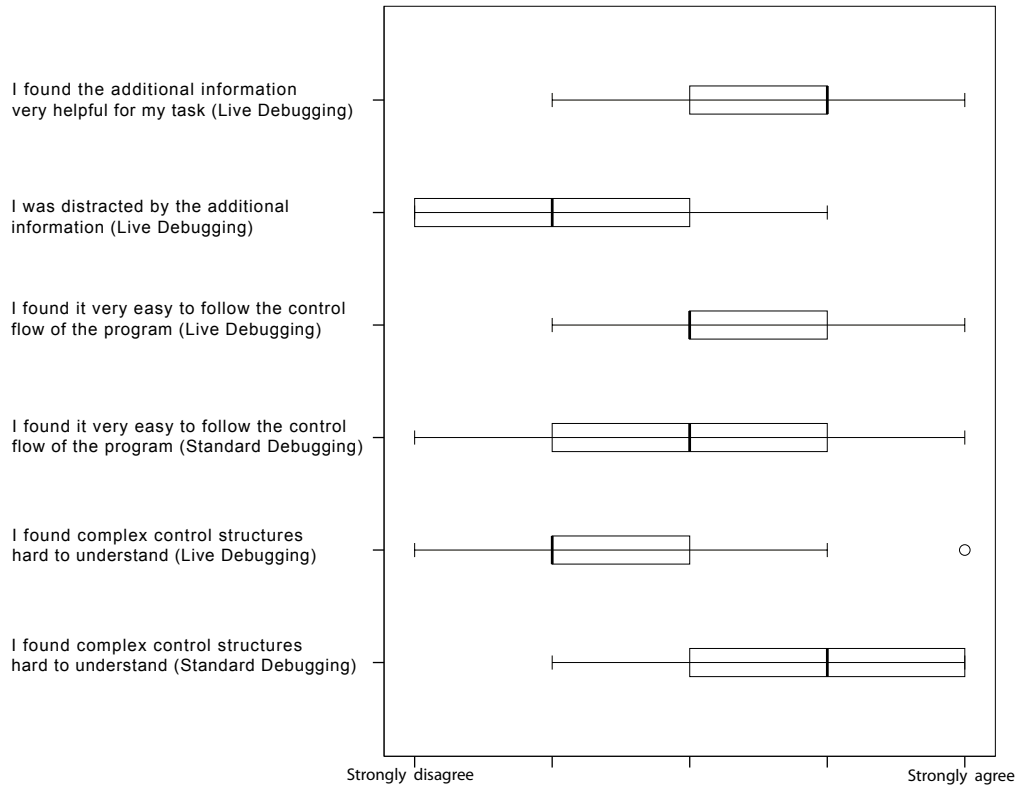 I found the additional information
very helpful for my task (Live Debugging)
I was distracted by the additional
information (Live Debugging)
I found it very easy to follow the control
flow of the program (Live Debugging)
I found it very easy to follow the control
flow of the program (Standard Debugging)
I found complex control structures
hard to understand (Live Debugging)
I found complex control structures
hard to understand (Standard Debugging)
Strongly disagree
Strongly agree